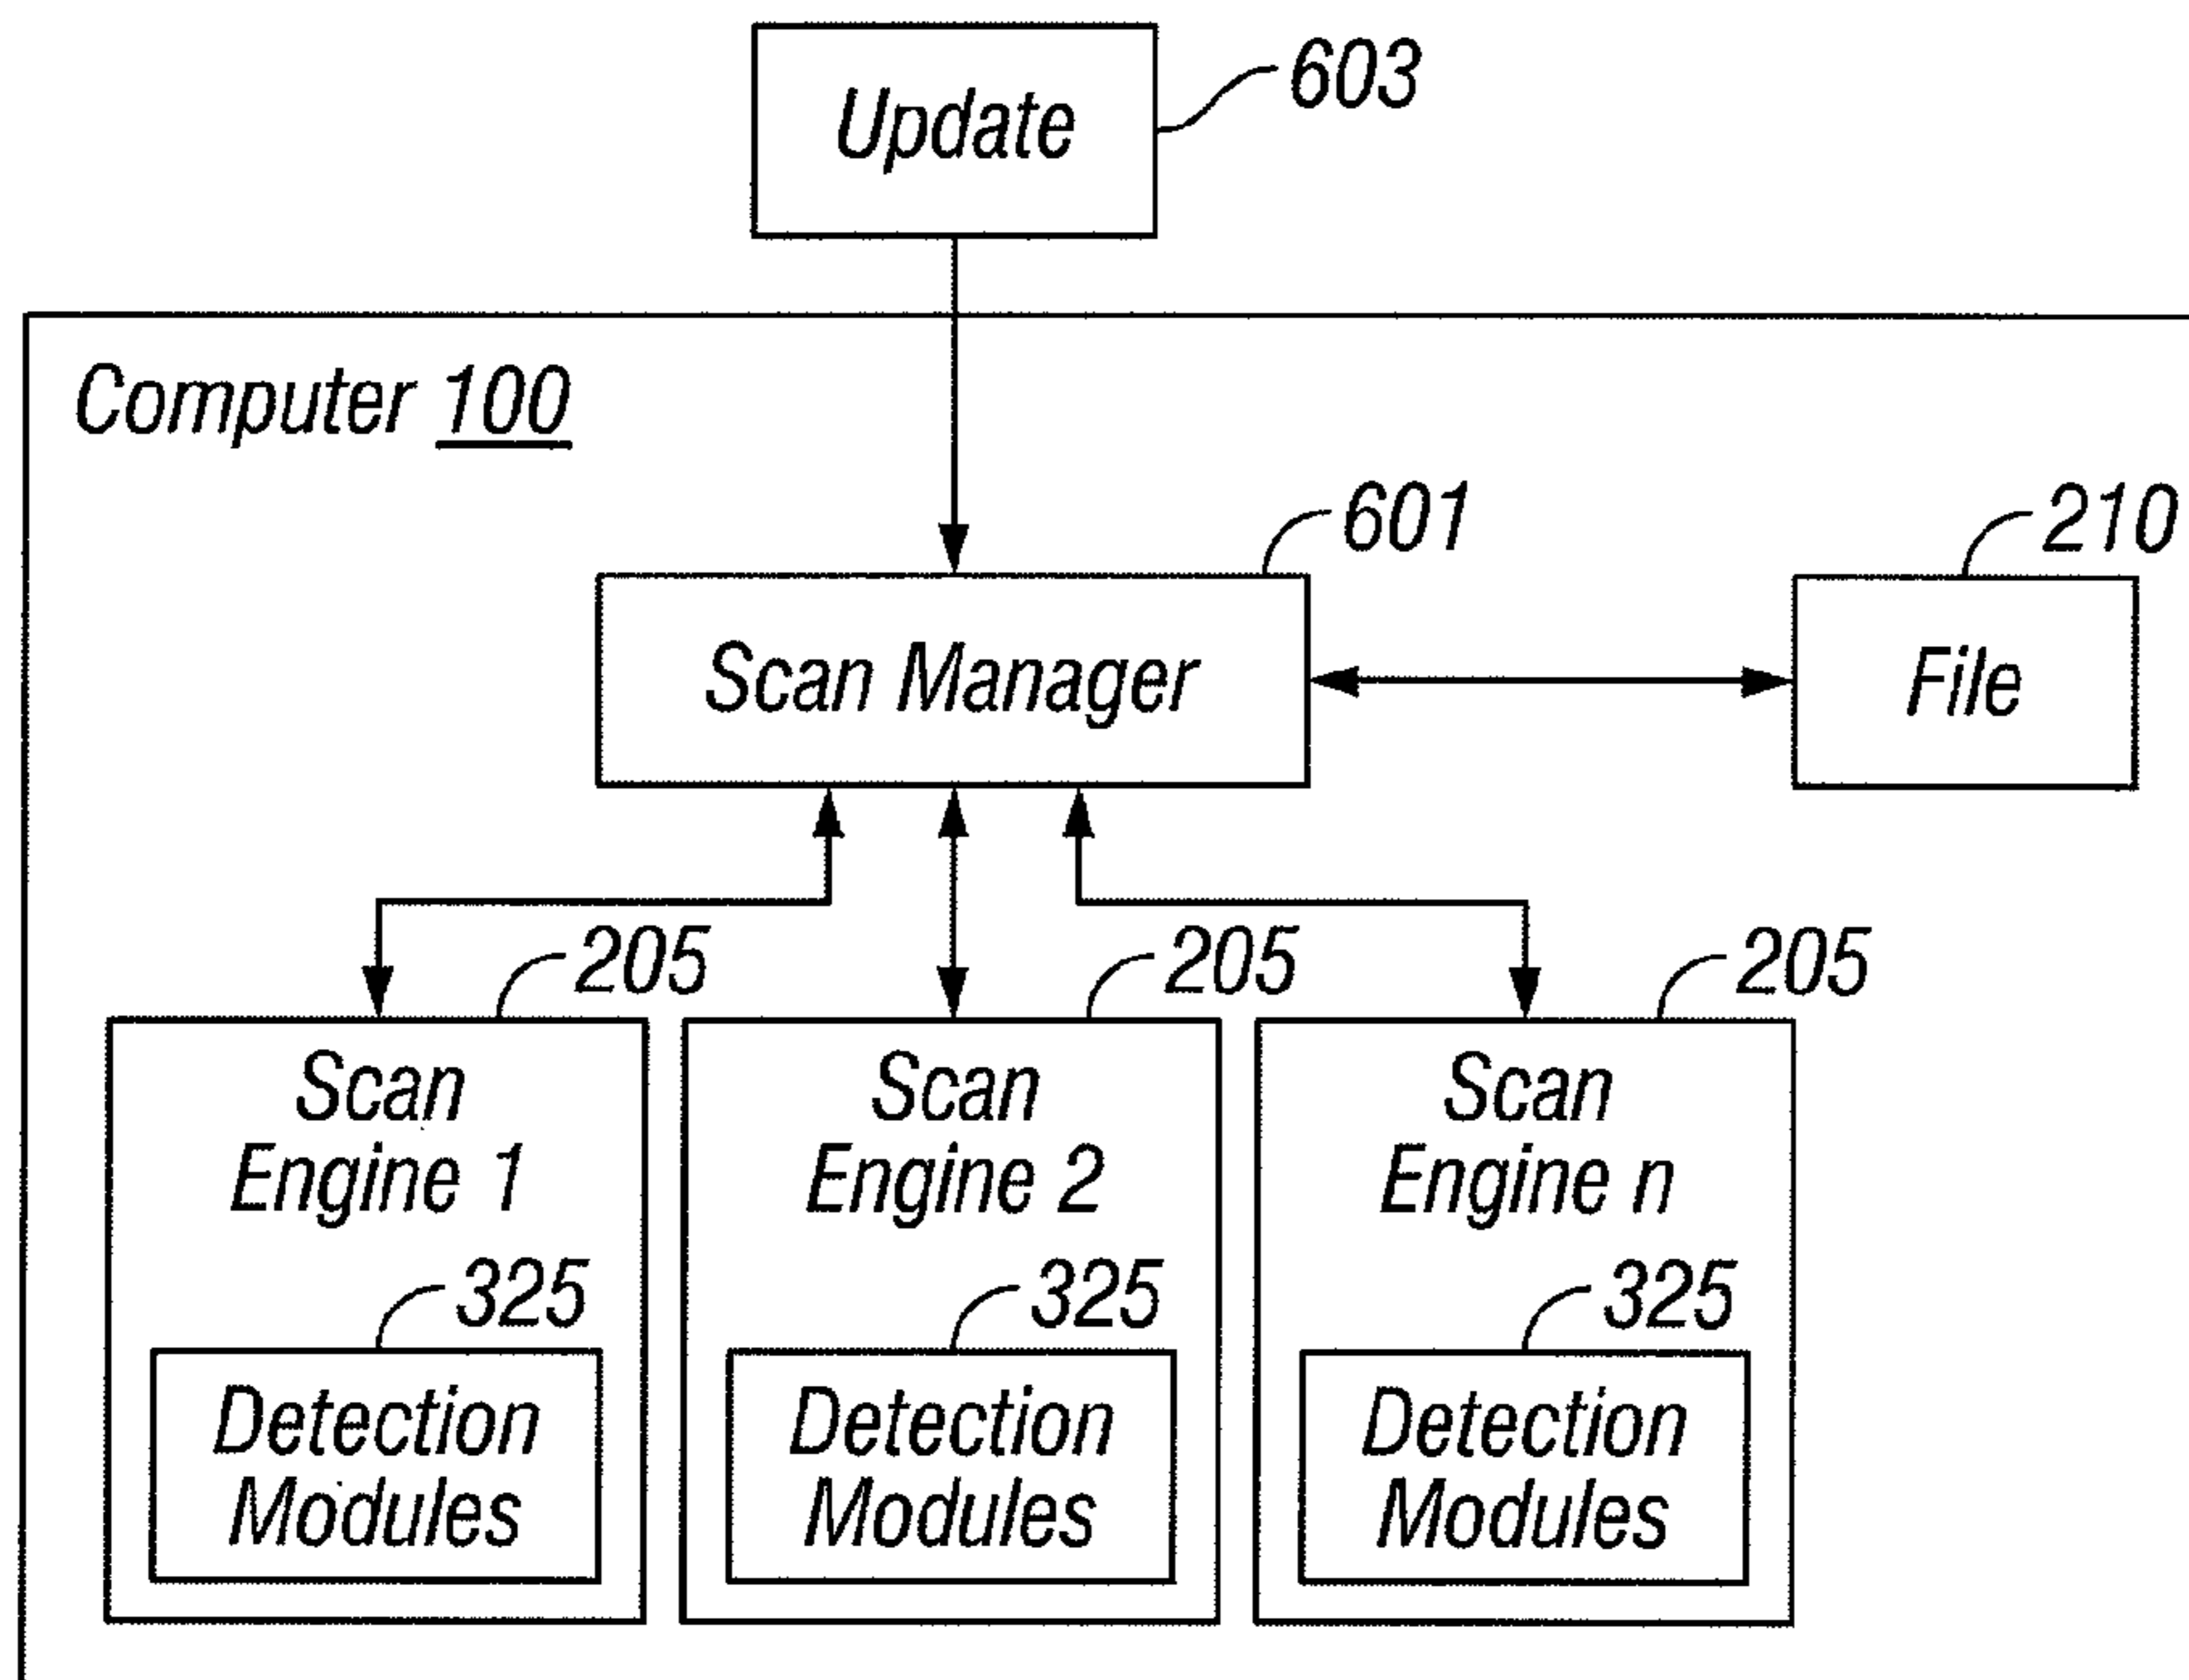 Update
603
Computer 100
601
210
Scan Manager
File
205
205
205
Scan
Engine 1
Scan
Engine 2
Scan
Engine n
325
325
325
Detection
Modules
Detection
Modules
Detection
Modules